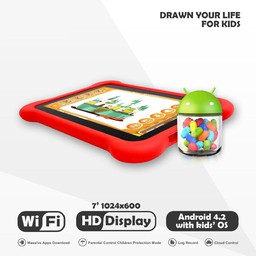 DRAWN YOUR LIFE
FOR KIDS
7' 1024x600
WiFi
HD Display
Android 4.2
with kids' OS
Massive Apps Download
Parental Control Children Protection Mode
Log Record
Cloud Control